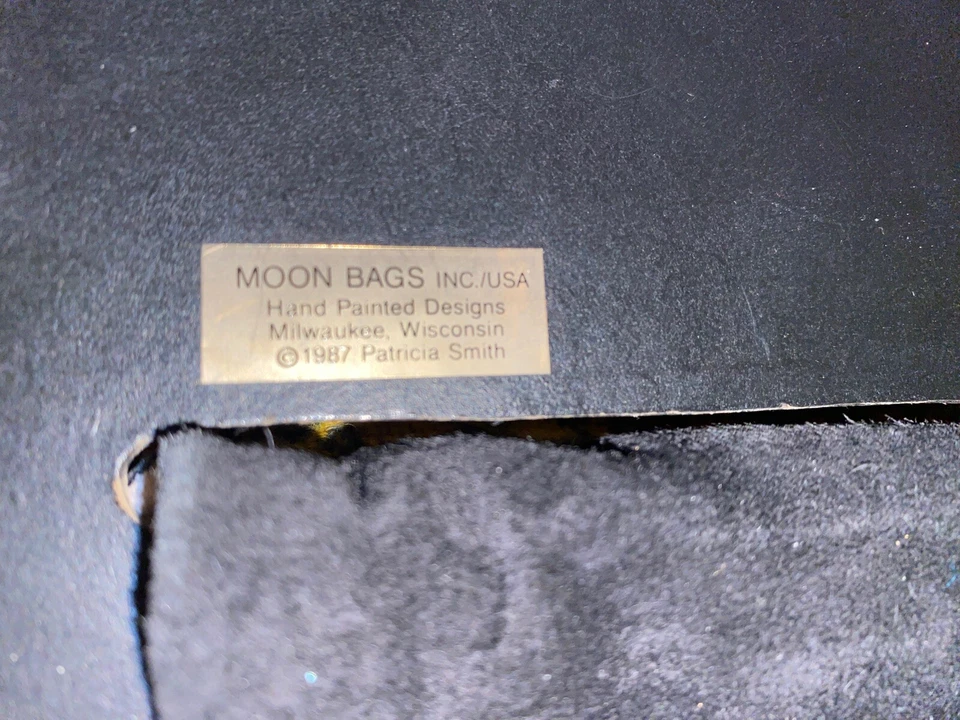 MOON BAGS INC./USA
Hand Painted Designs
Milwaukee, Wisconsin
©1987 Patricia Smith